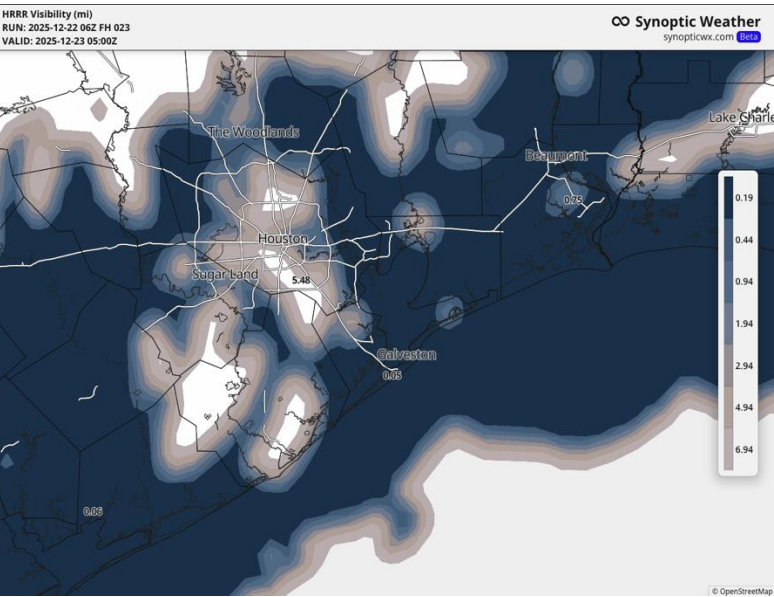 HRRR Visibility (mi)
RUN: 2025-12-22 06Z FH 023
VALID: 2025-12-23 05:00Z
Synoptic Weather
synopticwx.com Beta
The Woodlands
Lake Charle
Beaumont
0.75
Houston
Sugar Land
5.48
Galveston
0.05
0.06
0.19
0.44
0.94
1.94
2.94
4.94
6.94
© OpenStreetMap